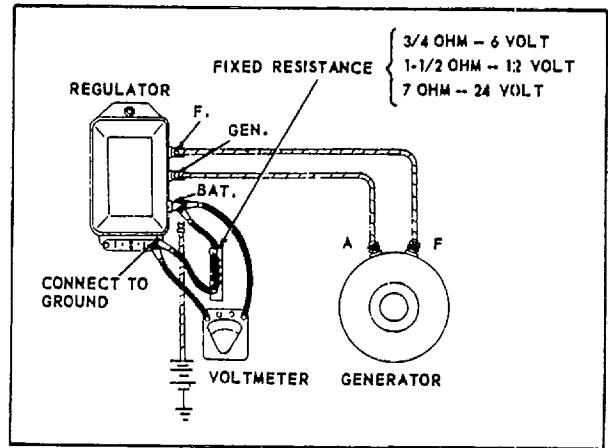 3/4 OHM – 6 VOLT
FIXED RESISTANCE
1-1/2 OHM -- 12 VOLT
7 OHM -- 24 VOLT
REGULATOR
F.
GEN.
BAT.
A
F
CONNECT TO
GROUND
VOLTMETER
GENERATOR